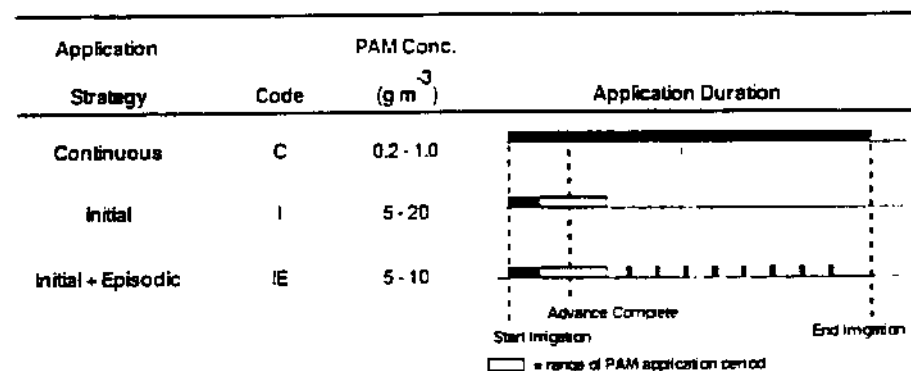 Application PAM Conc.
Strategy Code (g m⁻³) Application Duration
Continuous C 0.2 - 1.0
Initial I 5 - 20
Initial + Episodic IE 5 - 10
Advance Complete
Start Irrigation End Irrigation
= range of PAM application period